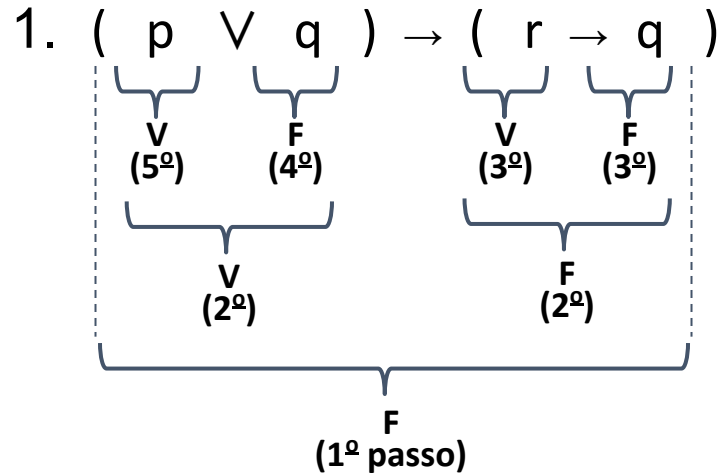 1. ( p ∨ q ) → ( r → q )
V F V F
(5º) (4º) (3º) (3º)
V F
(2º) (2º)
F
(1º passo)